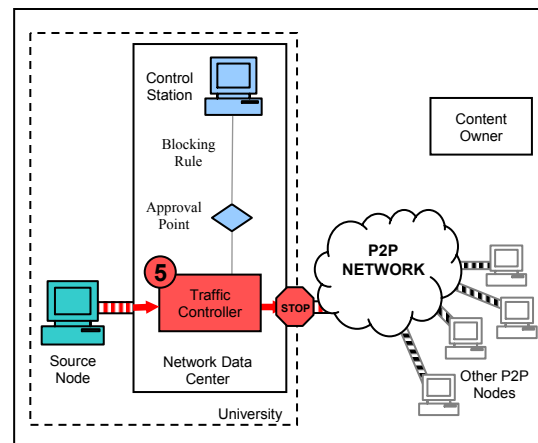 Control
Station
Content
Owner
Blocking
Rule
Approval
Point
P2P
NETWORK
5
Traffic
Controller
STOP
Source
Node
Network Data
Center
Other P2P
Nodes
University